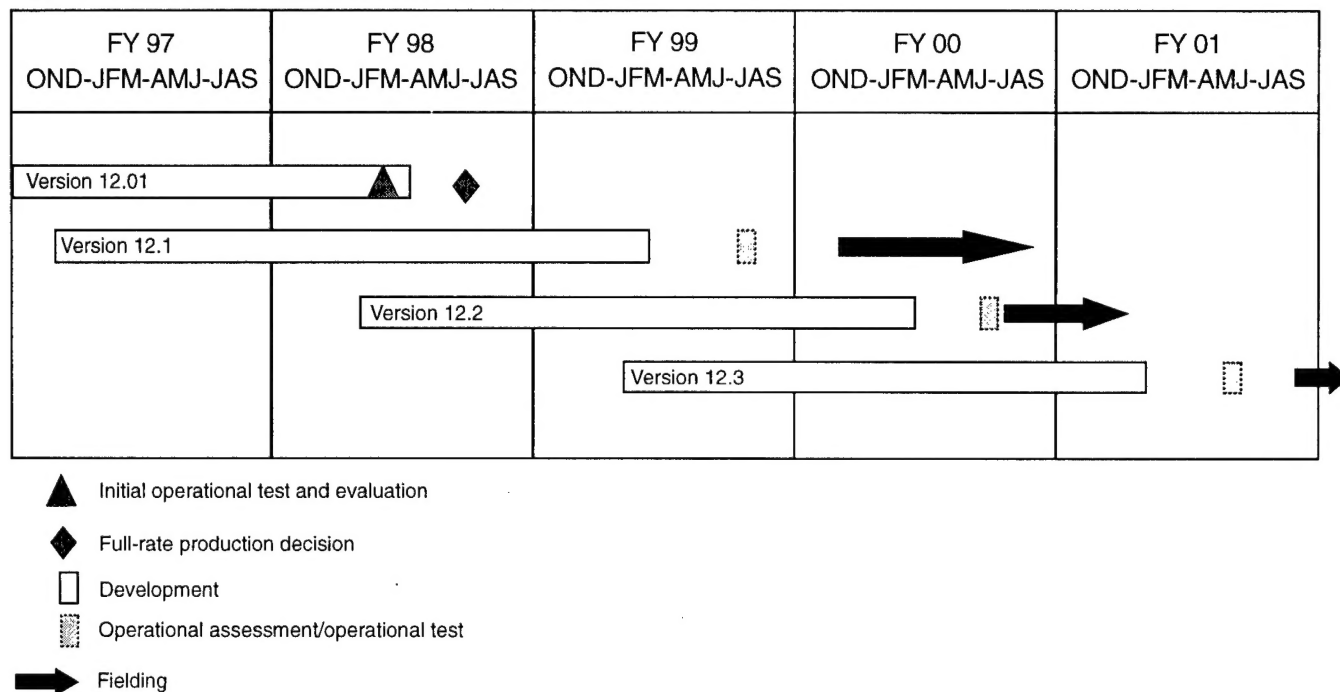 FY 97
OND-JFM-AMJ-JAS
FY 98
OND-JFM-AMJ-JAS
FY 99
OND-JFM-AMJ-JAS
FY 00
OND-JFM-AMJ-JAS
FY 01
OND-JFM-AMJ-JAS
Version 12.01
Version 12.1
Version 12.2
Version 12.3
Initial operational test and evaluation
Full-rate production decision
Development
Operational assessment/operational test
Fielding